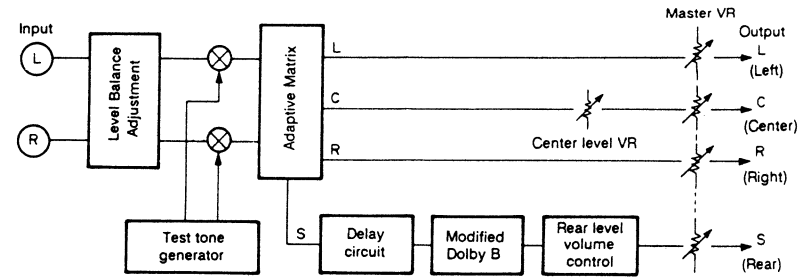 Input
L
R
Level Balance
Adjustment
Test tone
generator
Adaptive Matrix
L
C
R
S
Center level VR
Delay
circuit
Modified
Dolby B
Rear level
volume
control
Master VR
Output
L
(Left)
C
(Center)
R
(Right)
S
(Rear)